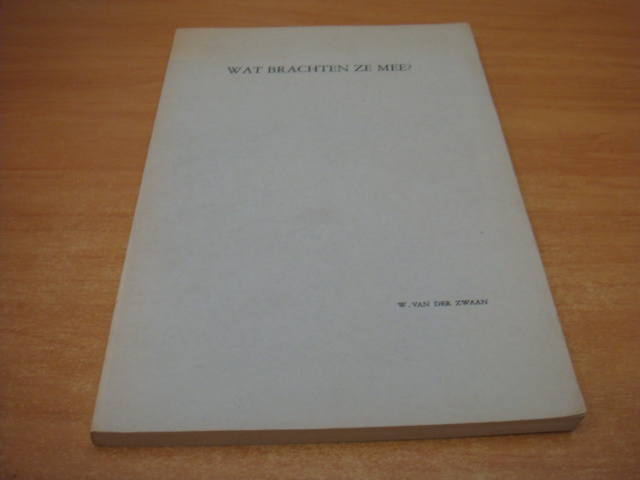 WAT BRACHTEN ZE MEE?
W. VAN DER ZWAAN